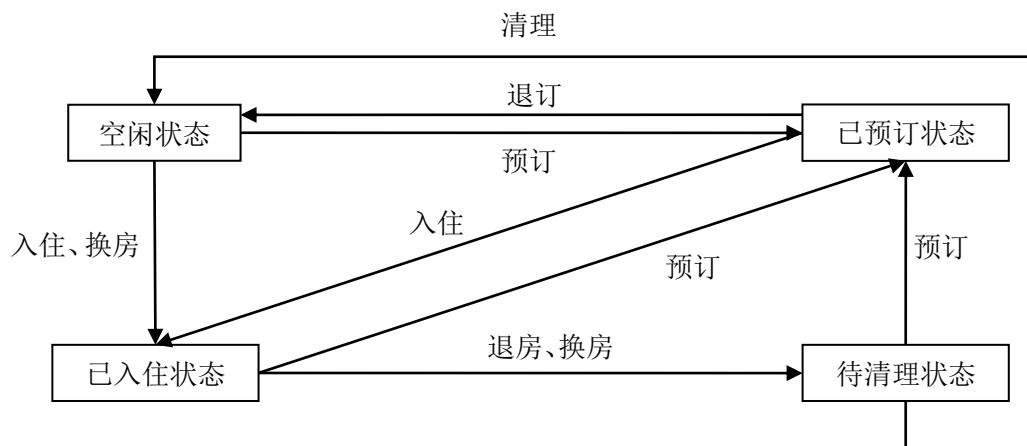 清理
退订
空闲状态
已预订状态
预订
入住
入住、换房
预订
预订
退房、换房
已入住状态
待清理状态